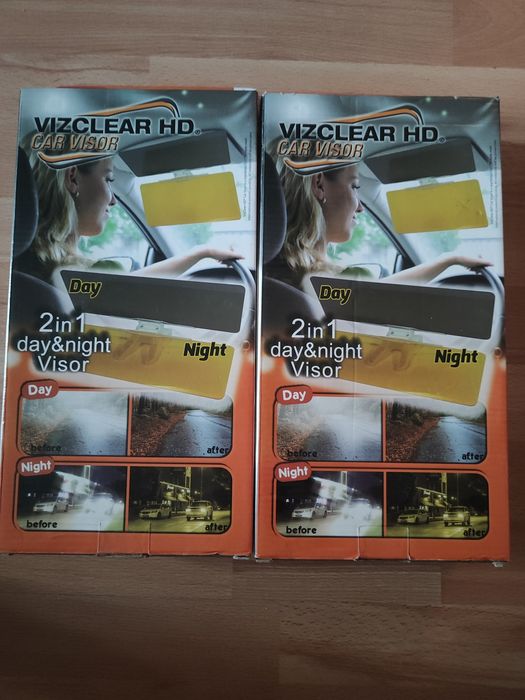 VIZCLEAR HD®
CAR VISOR
Day
2in1
day&night
Visor
Night
Day
before
after
Night
before
after
VIZCLEAR HD®
CAR VISOR
Day
2in1
day&night
Visor
Night
Day
before
after
Night
before
after